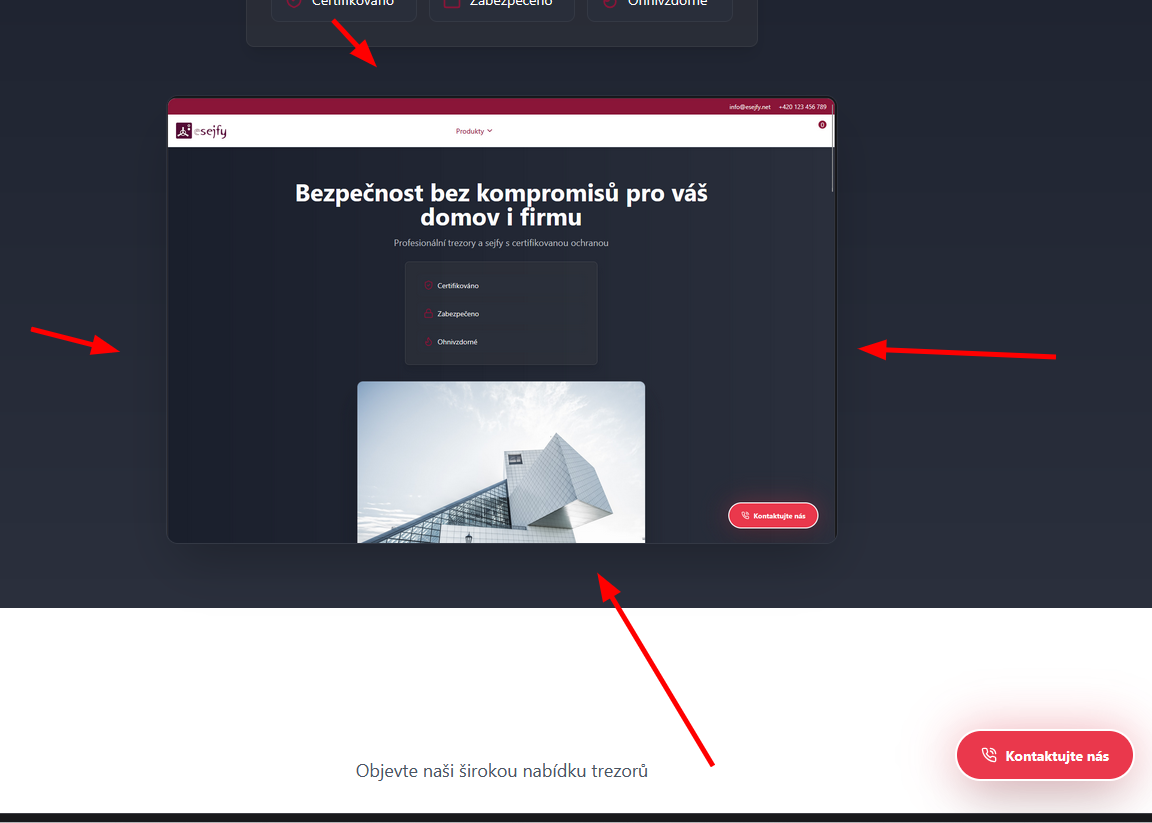 Certifikováno
Zabezpečeno
Ohnivzdorné
info@esejfy.net
+420 123 456 789
esejfy
Produkty
0
Bezpečnost bez kompromisů pro váš
domov i firmu
Profesionální trezory a sejfy s certifikovanou ochranou
Certifikováno
Zabezpečeno
Ohnivzdorné
Kontaktujte nás
Objevte naši širokou nabídku trezorů
Kontaktujte nás